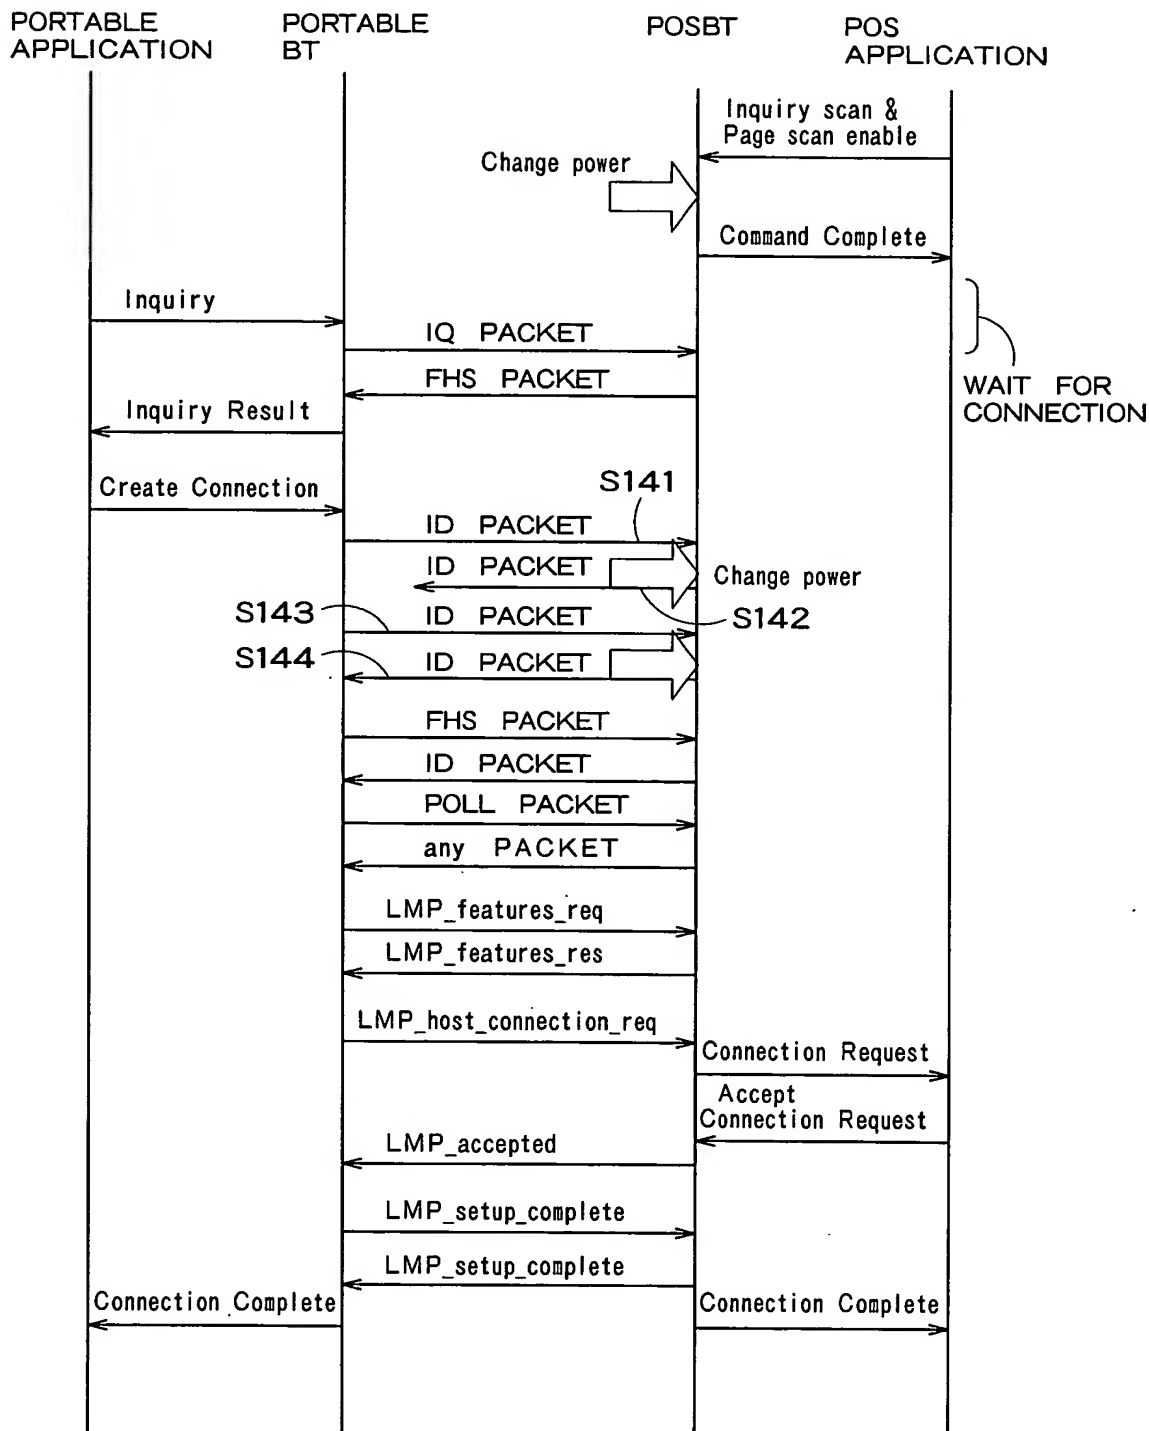 PORTABLE
APPLICATION
PORTABLE
BT
POSBT
POS
APPLICATION
Inquiry scan &
Page scan enable
Change power
Command Complete
Inquiry
IQ PACKET
FHS PACKET
WAIT FOR
CONNECTION
Inquiry Result
Create Connection
S141
ID PACKET
ID PACKET
Change power
S143
ID PACKET
S142
S144
ID PACKET
FHS PACKET
ID PACKET
POLL PACKET
any PACKET
LMP_features_req
LMP_features_res
LMP_host_connection_req
Connection Request
Accept
Connection Request
LMP_accepted
LMP_setup_complete
LMP_setup_complete
Connection Complete
Connection Complete